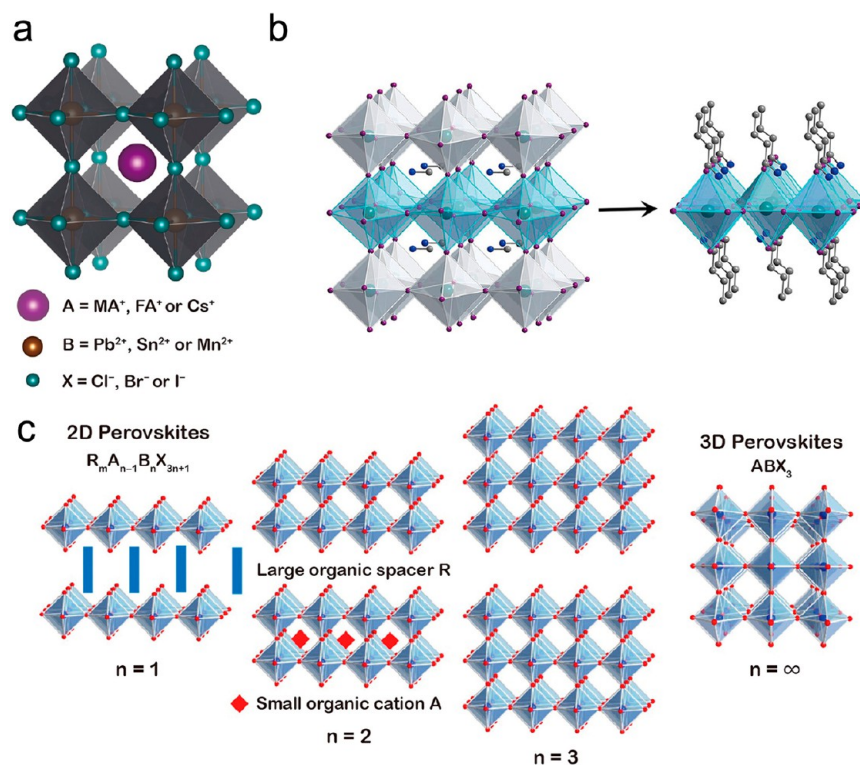 a
b
A = MA⁺, FA⁺ or Cs⁺
B = Pb²⁺, Sn²⁺ or Mn²⁺
X = Cl⁻, Br⁻ or I⁻
c
2D Perovskites
RₘAₙ₋₁BₙX₃ₙ₊₁
3D Perovskites
ABX₃
Large organic spacer R
n = 1
Small organic cation A
n = 2
n = 3
n = ∞